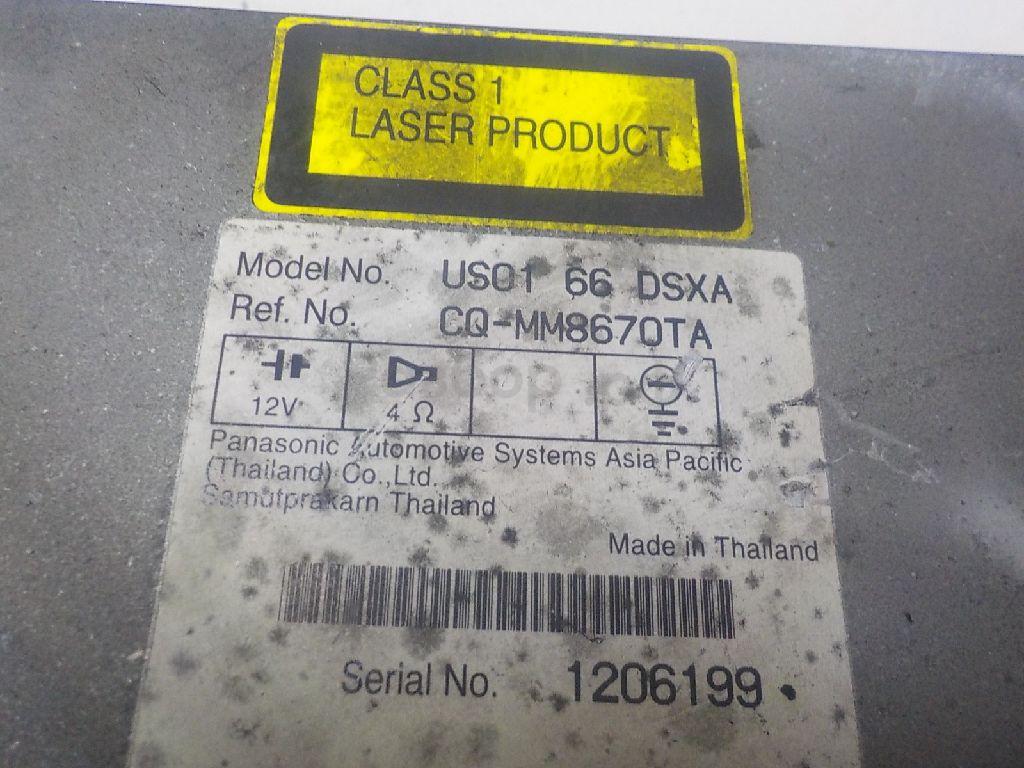 CLASS 1
LASER PRODUCT
Model No. US01 66 DSXA
Ref. No. CQ-MM8670TA
12V 4 Ω
Panasonic Automotive Systems Asia Pacific
(Thailand) Co.,Ltd.
Samutprakarn Thailand
Made in Thailand
Serial No. 1206199